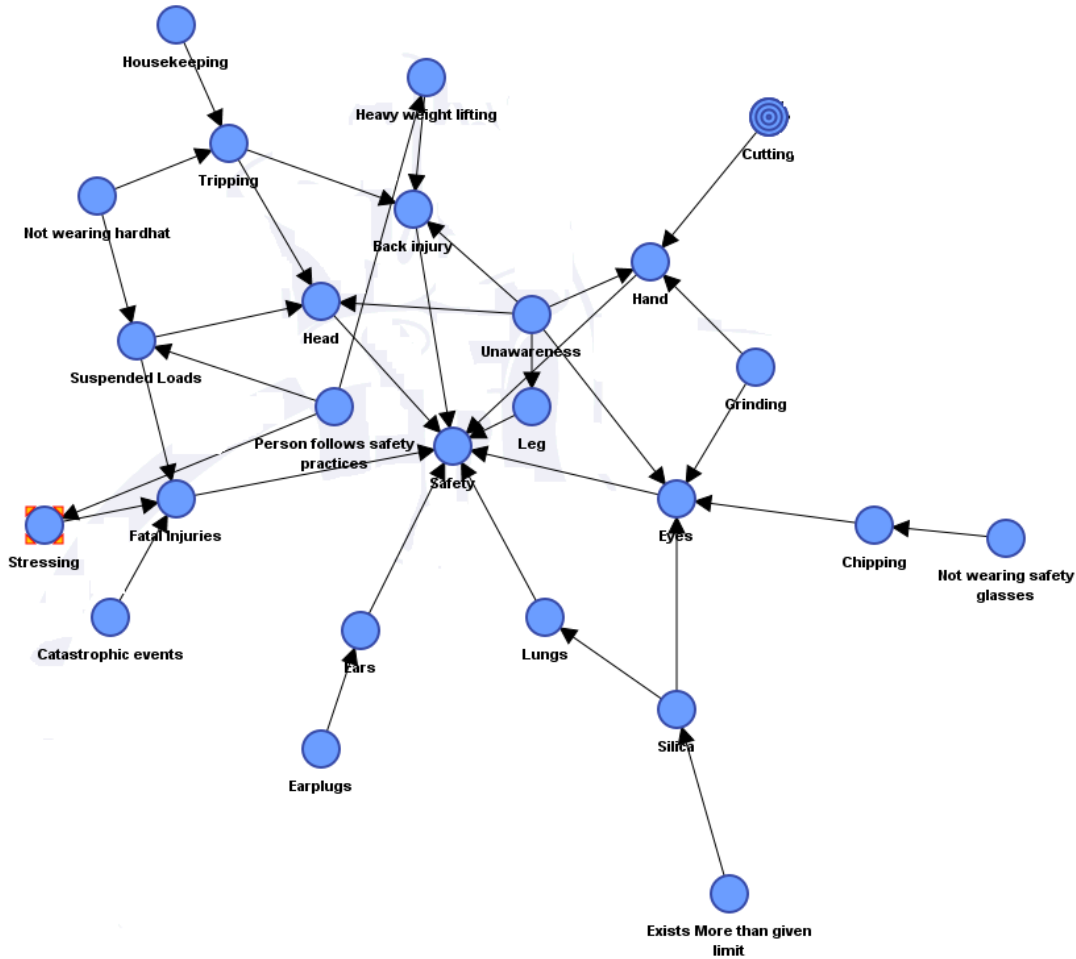 Housekeeping
Heavy weight lifting
Cutting
Tripping
Not wearing hardhat
Back injury
Hand
Head
Unawareness
Suspended Loads
Grinding
Person follows safety
practices
Leg
Safety
Fatal Injuries
Eyes
Stressing
Chipping
Not wearing safety
glasses
Catastrophic events
Ears
Lungs
Silica
Earplugs
Exists More than given
limit